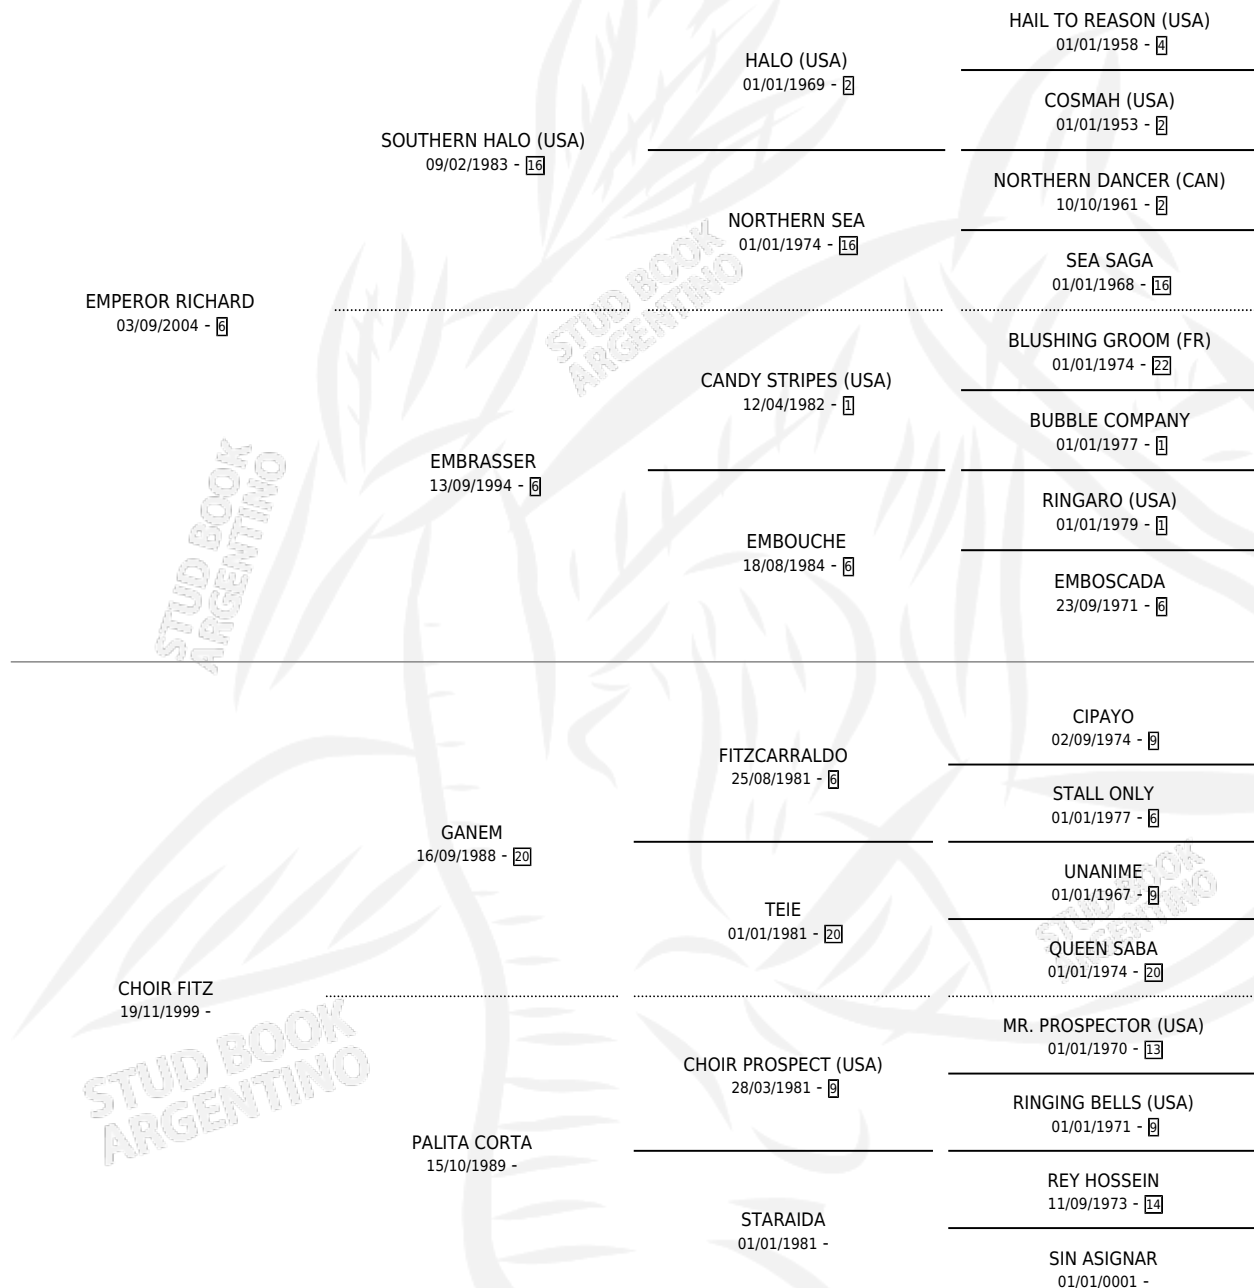 HAIL TO REASON (USA)
01/01/1958 - 4
HALO (USA)
01/01/1969 - 2
COSMAH (USA)
01/01/1953 - 2
SOUTHERN HALO (USA)
09/02/1983 - 16
NORTHERN DANCER (CAN)
10/10/1961 - 2
NORTHERN SEA
01/01/1974 - 16
SEA SAGA
01/01/1968 - 16
EMPEROR RICHARD
03/09/2004 - 6
BLUSHING GROOM (FR)
01/01/1974 - 22
CANDY STRIPES (USA)
12/04/1982 - 1
BUBBLE COMPANY
01/01/1977 - 1
EMBRASSER
13/09/1994 - 6
RINGARO (USA)
01/01/1979 - 1
EMBOUCHE
18/08/1984 - 6
EMBOSCADA
23/09/1971 - 6
CIPAYO
02/09/1974 - 9
FITZCARRALDO
25/08/1981 - 6
STALL ONLY
01/01/1977 - 6
GANEM
16/09/1988 - 20
UNANIME
01/01/1967 - 9
TEIE
01/01/1981 - 20
QUEEN SABA
01/01/1974 - 20
CHOIR FITZ
19/11/1999 -
MR. PROSPECTOR (USA)
01/01/1970 - 13
CHOIR PROSPECT (USA)
28/03/1981 - 9
RINGING BELLS (USA)
01/01/1971 - 9
PALITA CORTA
15/10/1989 -
REY HOSSEIN
11/09/1973 - 14
STARAIDA
01/01/1981 -
SIN ASIGNAR
01/01/0001 -
STUD BOOK
ARGENTINO
STUD BOOK
ARGENTINO
STUD BOOK
ARGENTINO
STUD BOOK
ARGENTINO